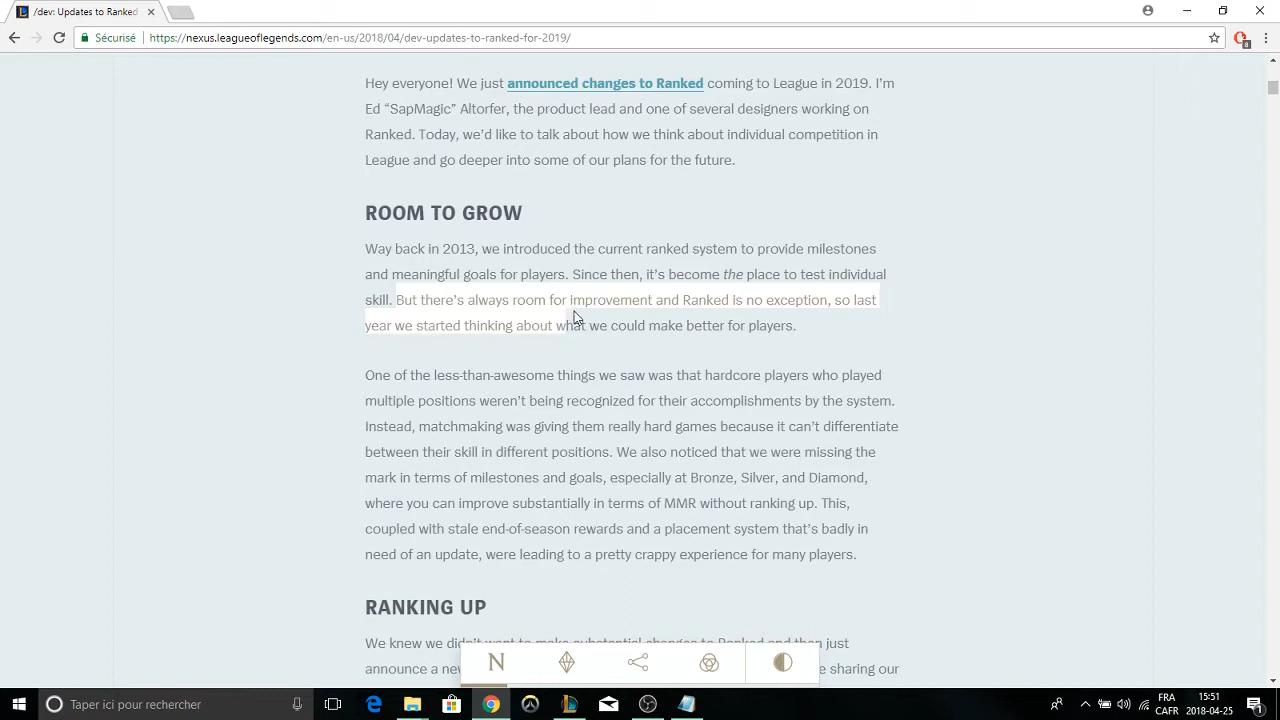 /dev: Updates to Ranked
Sécurisé https://nexus.leagueoflegends.com/en-us/2018/04/dev-updates-to-ranked-for-2019/
8
Hey everyone! We just announced changes to Ranked coming to League in 2019. I'm
Ed “SapMagic” Altorfer, the product lead and one of several designers working on
Ranked. Today, we'd like to talk about how we think about individual competition in
League and go deeper into some of our plans for the future.
ROOM TO GROW
Way back in 2013, we introduced the current ranked system to provide milestones
and meaningful goals for players. Since then, it's become the place to test individual
skill. But there's always room for improvement and Ranked is no exception, so last
year we started thinking about what we could make better for players.
One of the less-than-awesome things we saw was that hardcore players who played
multiple positions weren't being recognized for their accomplishments by the system.
Instead, matchmaking was giving them really hard games because it can't differentiate
between their skill in different positions. We also noticed that we were missing the
mark in terms of milestones and goals, especially at Bronze, Silver, and Diamond,
where you can improve substantially in terms of MMR without ranking up. This,
coupled with stale end-of-season rewards and a placement system that's badly in
need of an update, were leading to a pretty crappy experience for many players.
RANKING UP
We knew we didn't want to make substantial changes to Ranked and then just
announce a new
e sharing our
N
Taper ici pour rechercher
FRA 15:51
CAFR 2018-04-25